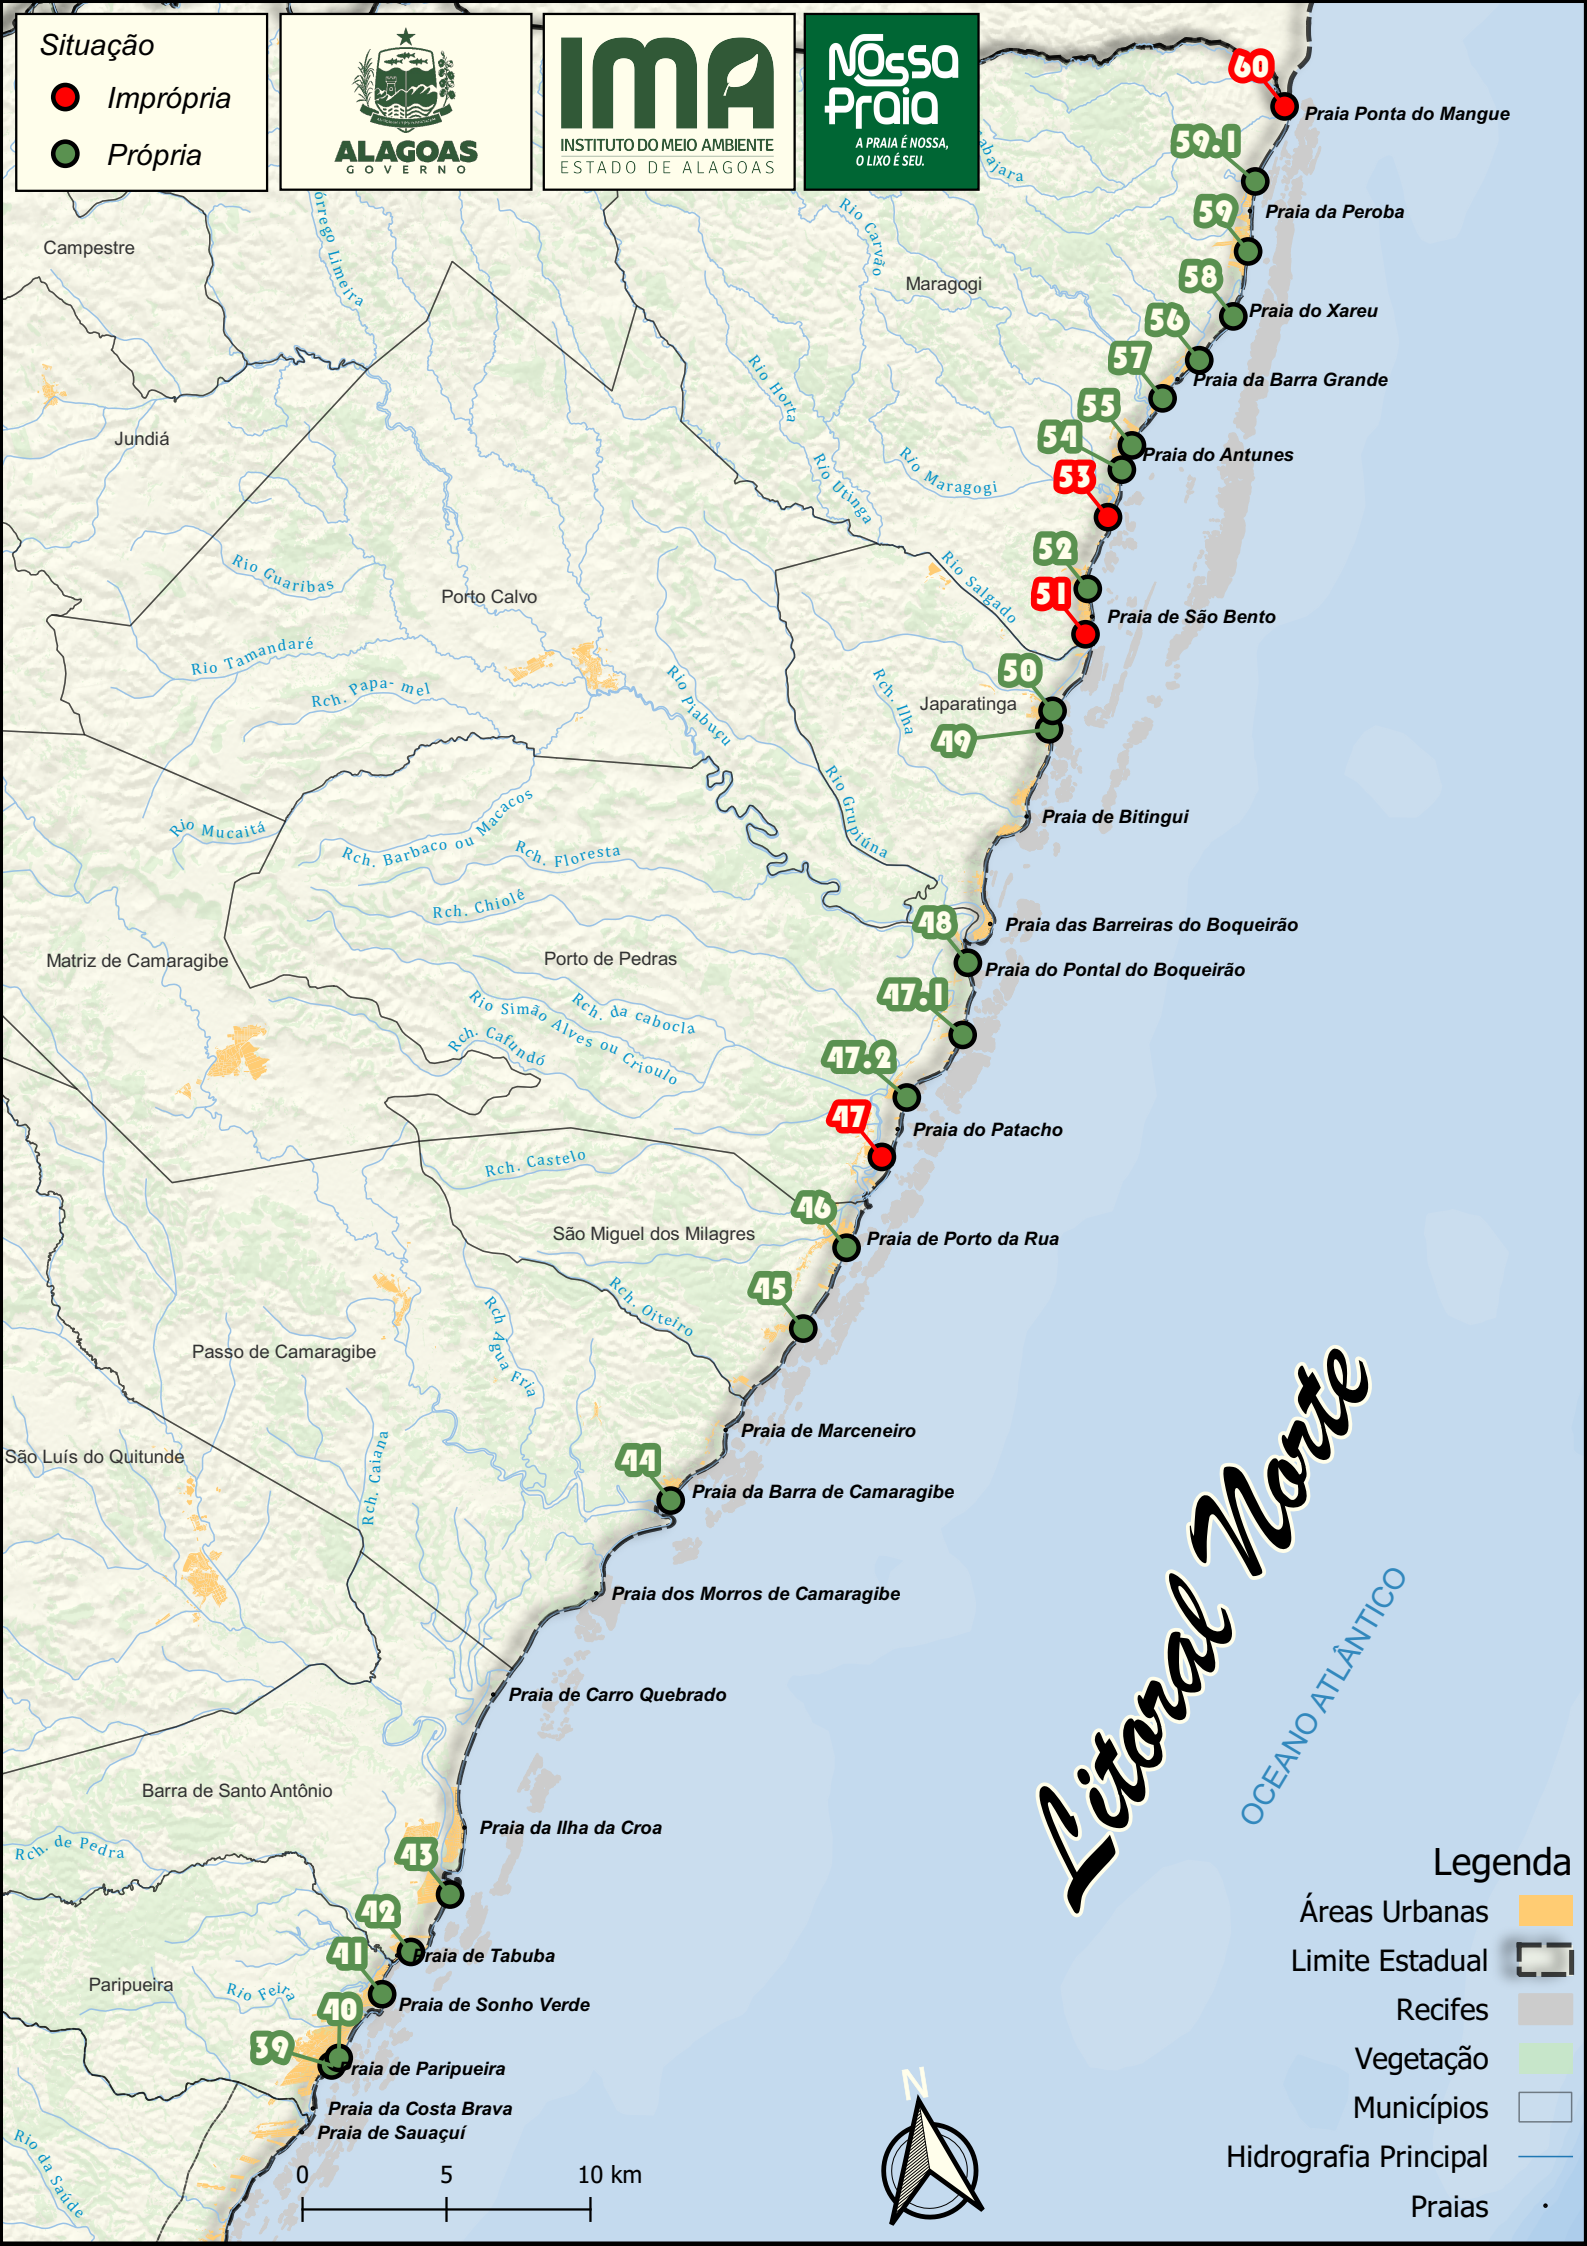 Situação
Imprópria
Própria
ALAGOAS
GOVERNO
IMA
INSTITUTO DO MEIO AMBIENTE
ESTADO DE ALAGOAS
Nossa
Praia
A PRAIA É NOSSA,
O LIXO É SEU.
60
Praia Ponta do Mangue
59.1
59
Praia da Peroba
Campestre
Rio Carvão
Maragogi
58
Praia do Xareu
56
57
Praia da Barra Grande
Rio Horta
55
54
Praia do Antunes
Jundiá
Rio Utinga
Rio Maragogi
53
52
Rio Guaribas
Porto Calvo
Rio Salgado
51
Praia de São Bento
Rio Tamandaré
Rch. Papa- mel
Rio Piabuçu
Rch. Ilha
50
Japaratinga
49
Rio Grupiúna
Praia de Bitingui
Rio Mucaitá
Rch. Barbaco ou Macacos
Rch. Floresta
Rch. Chiolé
48
Praia das Barreiras do Boqueirão
Matriz de Camaragibe
Porto de Pedras
Praia do Pontal do Boqueirão
47.1
Rio Simão Alves ou Crioulo
Rch. da cabocla
Rch. Cafundó
47.2
47
Praia do Patacho
Rch. Castelo
46
São Miguel dos Milagres
Praia de Porto da Rua
45
Rch. Oiteiro
Rch Água Fria
Passo de Camaragibe
Praia de Marceneiro
São Luís do Quitunde
Rch. Caiana
44
Praia da Barra de Camaragibe
Praia dos Morros de Camaragibe
Praia de Carro Quebrado
Litoral Norte
OCEANO ATLÂNTICO
Barra de Santo Antônio
Praia da Ilha da Croa
Rch. de Pedra
43
42
Praia de Tabuba
41
Paripueira
Rio Feira
Praia de Sonho Verde
40
39
Praia de Paripueira
Praia da Costa Brava
Praia de Sauaçuí
Rio da Saúde
0 5 10 km
N
Legenda
Áreas Urbanas
Limite Estadual
Recifes
Vegetação
Municípios
Hidrografia Principal
Praias